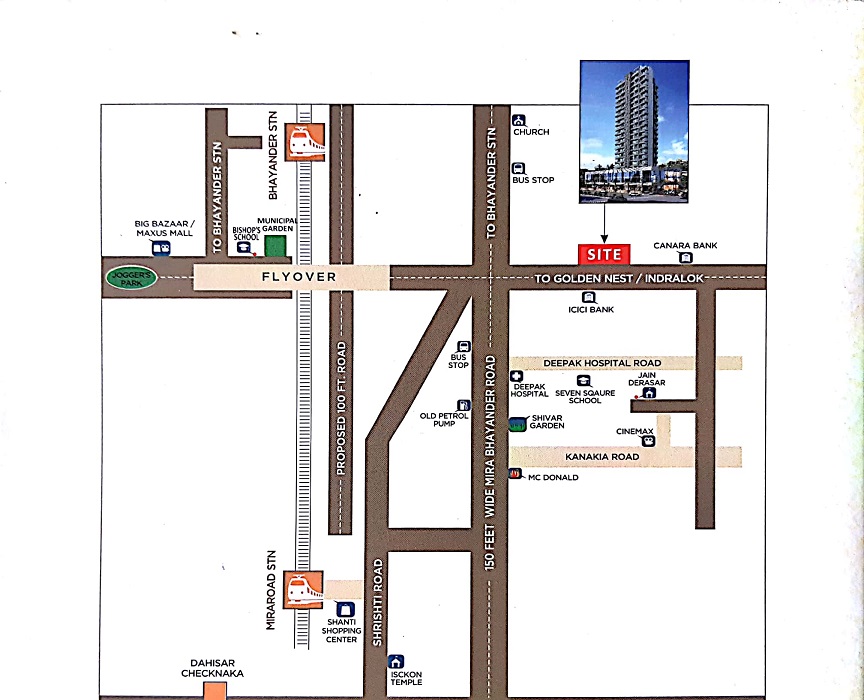 BHAYANDER STN
TO BHAYANDER STN
TO BHAYANDER STN
CHURCH
BUS STOP
BIG BAZAAR /
MAXUS MALL
BISHOP'S
SCHOOL
MUNICIPAL
GARDEN
SITE
CANARA BANK
JOGGER'S
PARK
FLYOVER
TO GOLDEN NEST / INDRALOK
ICICI BANK
PROPOSED 100 FT. ROAD
BUS
STOP
OLD PETROL
PUMP
150 FEET WIDE MIRA BHAYANDER ROAD
DEEPAK HOSPITAL ROAD
DEEPAK
HOSPITAL
SEVEN SQAURE
SCHOOL
JAIN
DERASAR
SHIVAR
GARDEN
CINEMAX
KANAKIA ROAD
MC DONALD
MIRAROAD STN
SHANTI
SHOPPING
CENTER
SHRISHTI ROAD
ISCKON
TEMPLE
DAHISAR
CHECKNAKA